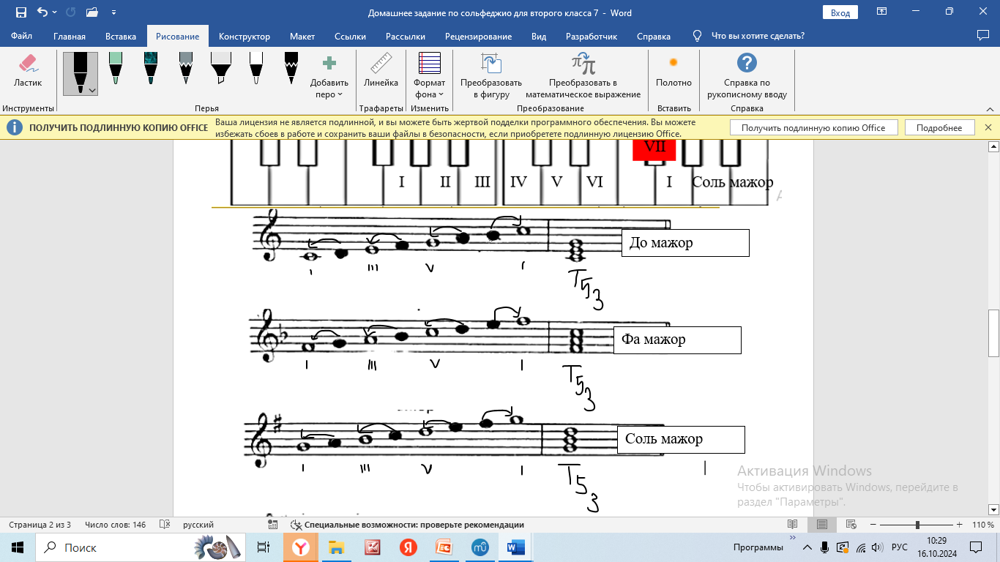 Домашнее задание по сольфеджио для второго класса 7 - Word
Вход
Файл Главная Вставка Рисование Конструктор Макет Ссылки Рассылки Рецензирование Вид Разработчик Справка Что вы хотите сделать?
Ластик
Добавить перо
Линейка
Формат фона
Преобразовать в фигуру
Преобразовать в математическое выражение
Полотно
Справка по рукописному вводу
Инструменты Перья Трафареты Изменить Преобразование Вставить Справка
ПОЛУЧИТЬ ПОДЛИННУЮ КОПИЮ OFFICE
Ваша лицензия не является подлинной, и вы можете быть жертвой подделки программного обеспечения. Вы можете
избежать сбоев в работе и сохранить ваши файлы в безопасности, если приобретете подлинную лицензию Office.
Получить подлинную копию Office
Подробнее
VII
I II III IV V VI I Соль мажор
До мажор
I III V I T53
Фа мажор
I III V I T53
Соль мажор
I III V I T53
Активация Windows
Чтобы активировать Windows, перейдите в
раздел "Параметры".
Страница 2 из 3 Число слов: 146 русский Специальные возможности: проверьте рекомендации 110 %
Поиск
Программы
РУС
10:29
16.10.2024